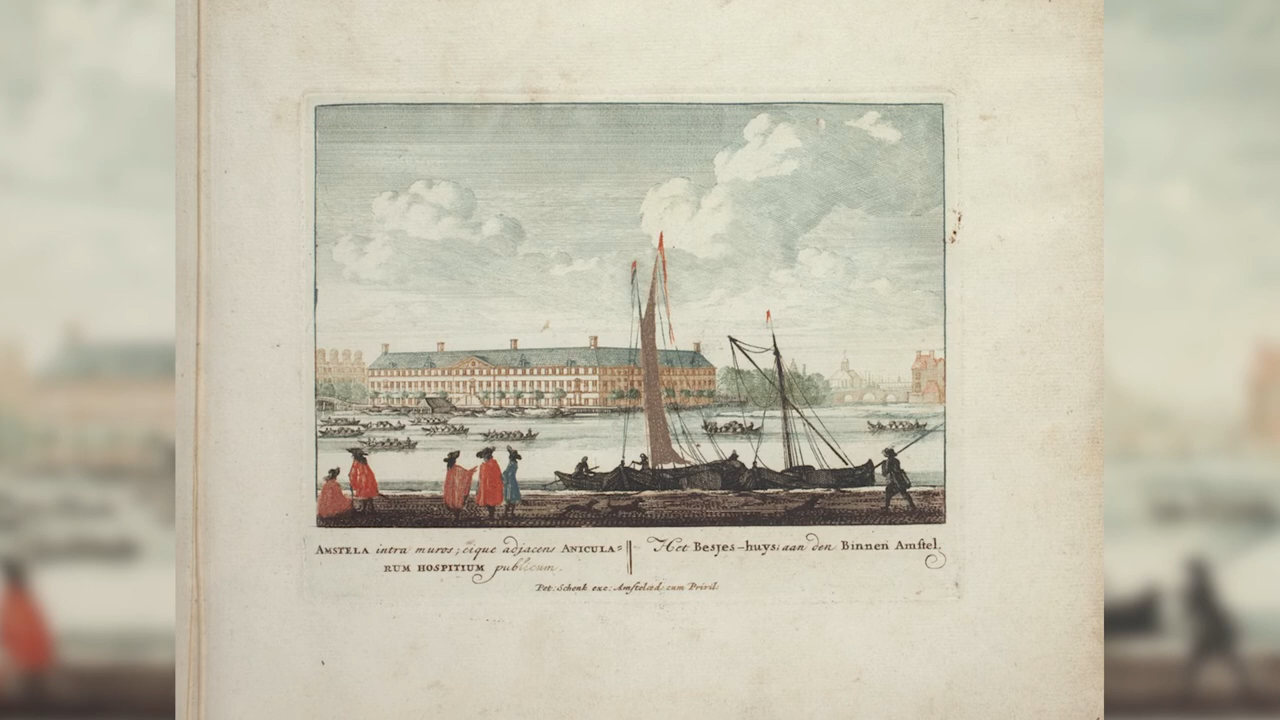 AMSTELA intra muros; eique adjacens ANICULA=
RUM HOSPITIUM publicum.
Het Besjes-huys; aan den Binnen Amstel.
Pet: Schenk exc: Amstelæd: cum Privil: